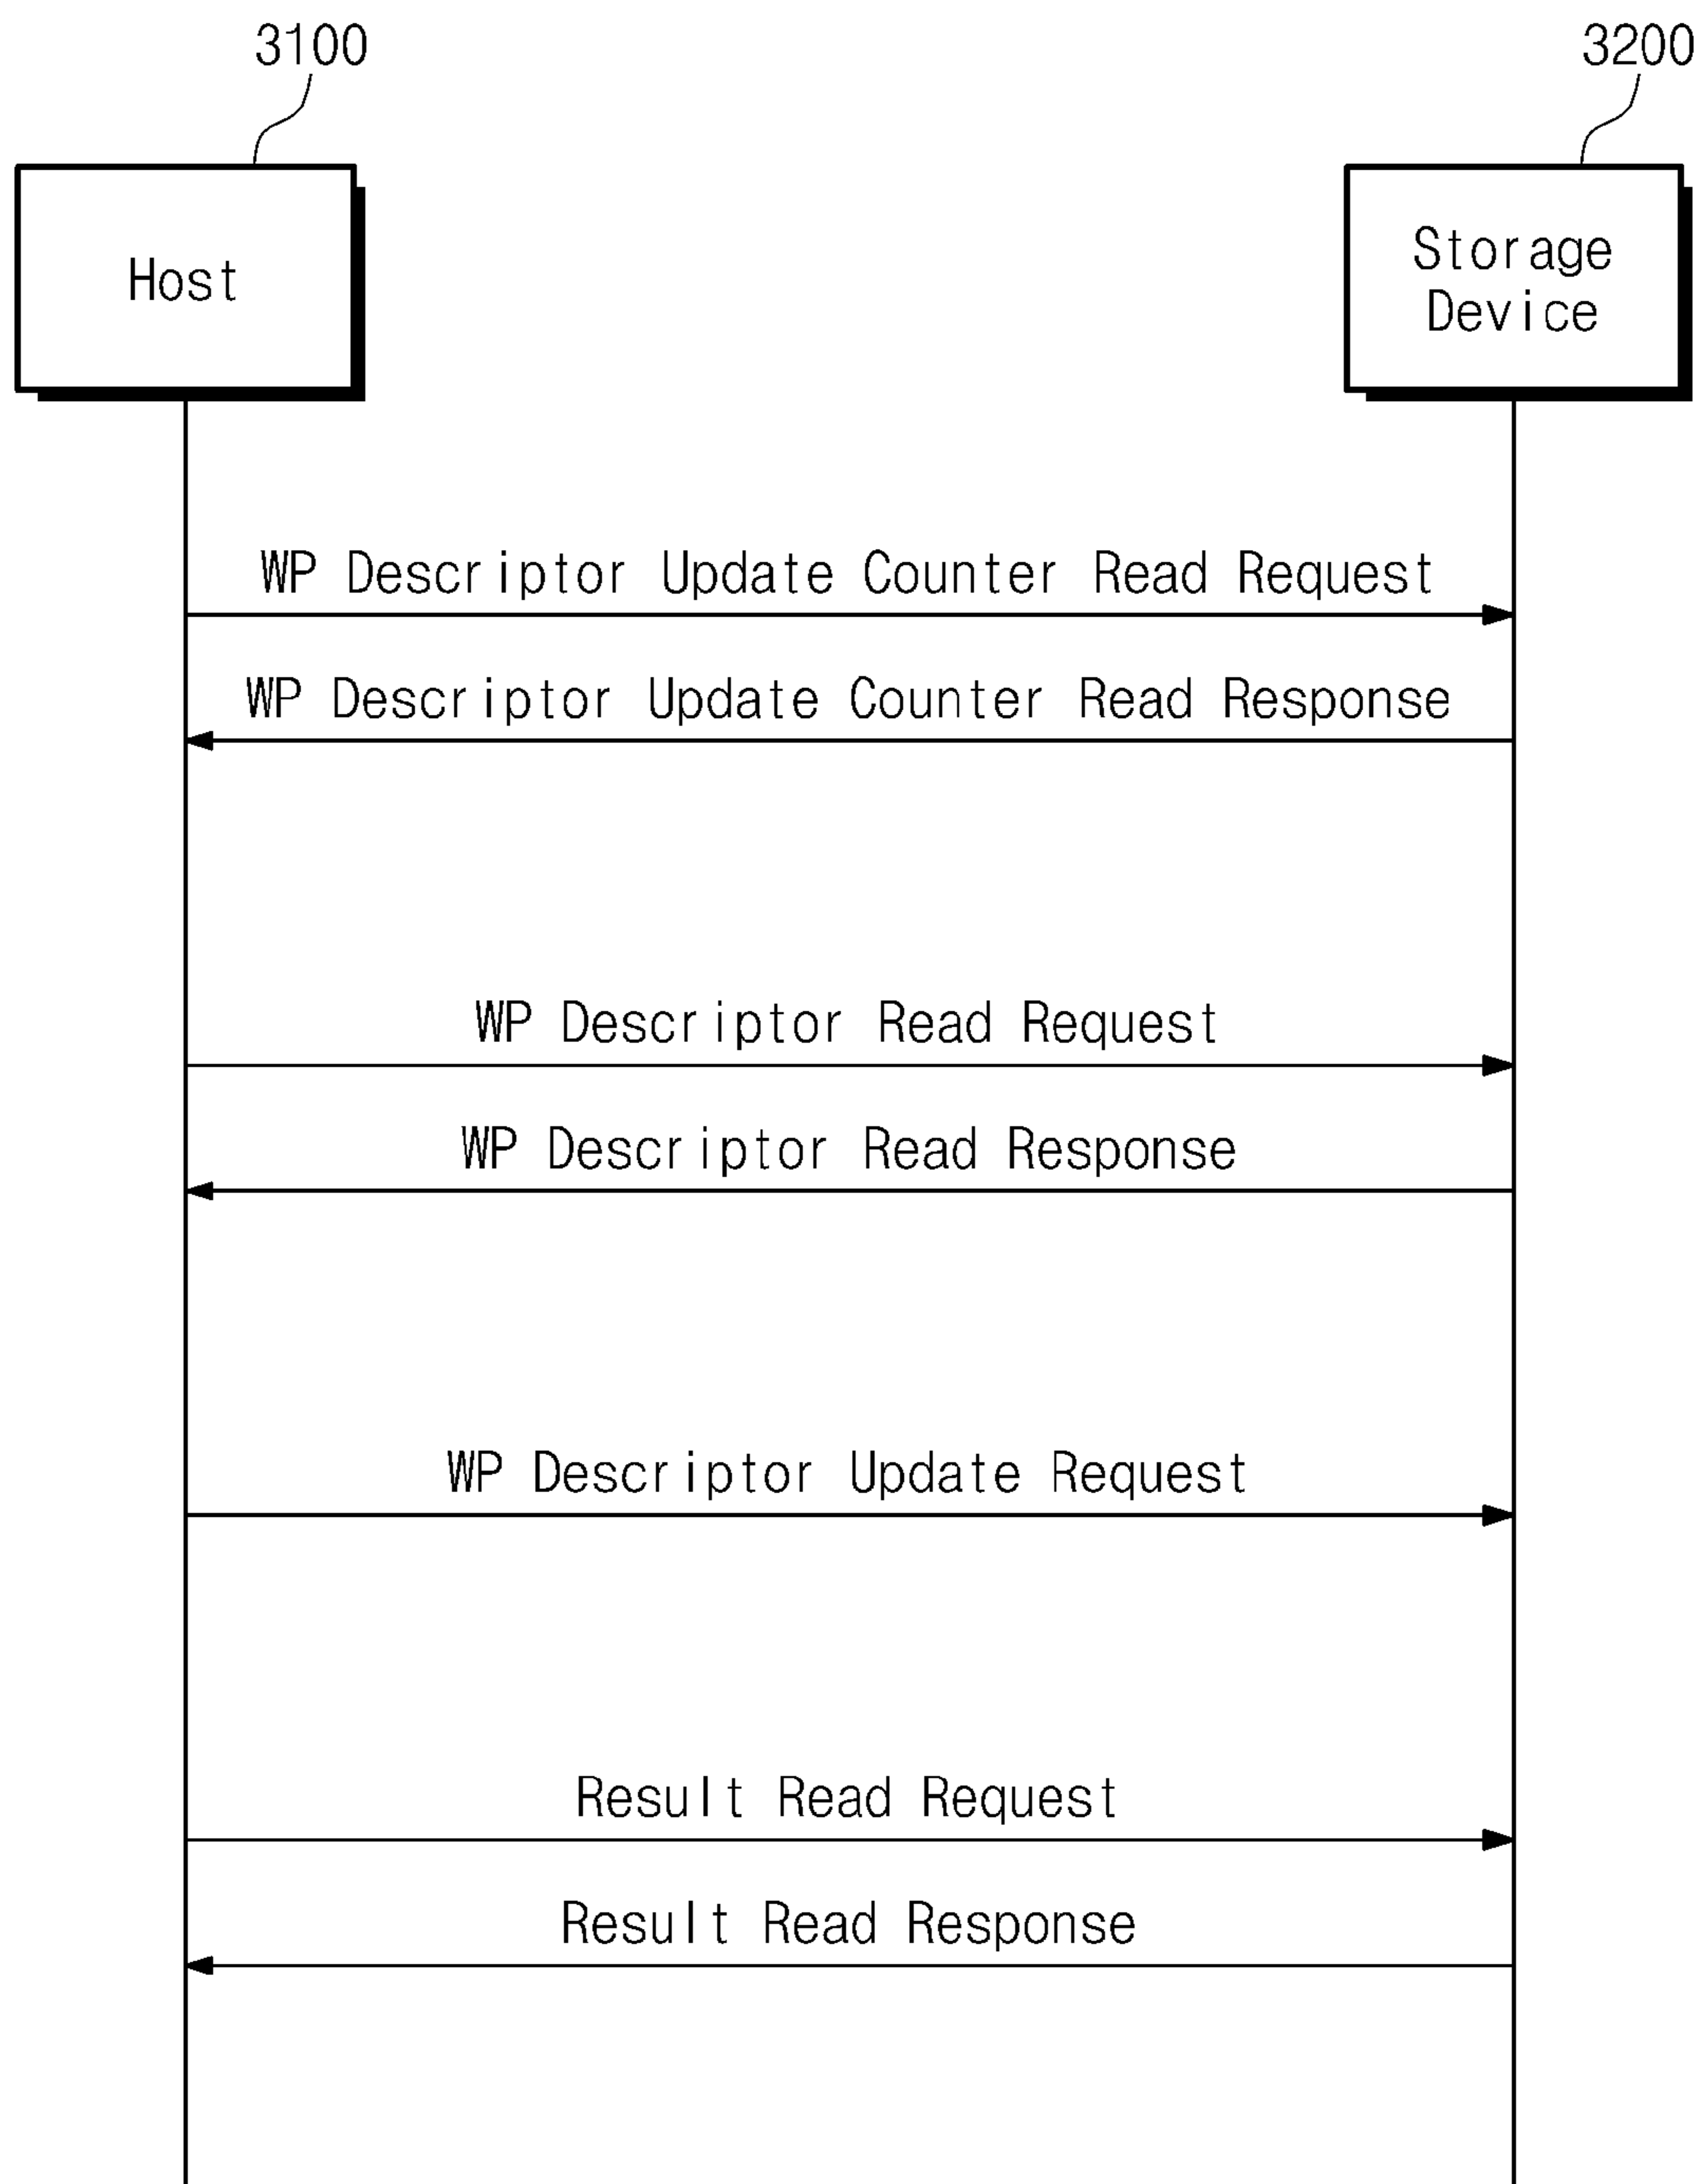 3100
3200
Host
Storage
Device
WP Descriptor Update Counter Read Request
WP Descriptor Update Counter Read Response
WP Descriptor Read Request
WP Descriptor Read Response
WP Descriptor Update Request
Result Read Request
Result Read Response